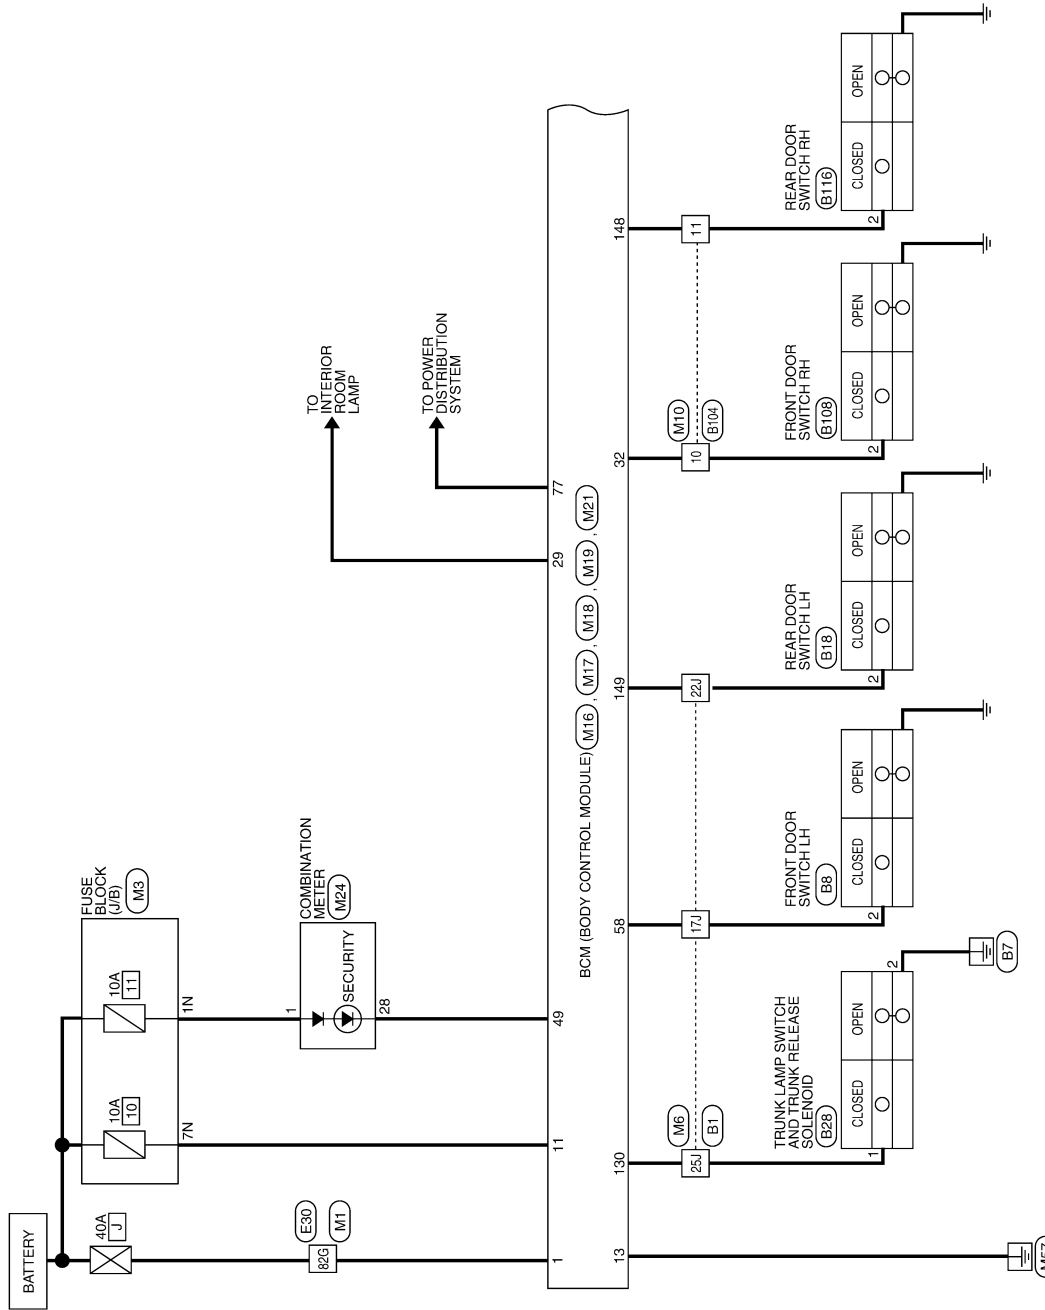 BATTERY
40A
J
10A
10
10A
11
FUSE
BLOCK
(J/B)
M3
7N
1N
E30
M1
82G
1
COMBINATION
METER
M24
SECURITY
28
TO
INTERIOR
ROOM
LAMP
TO POWER
DISTRIBUTION
SYSTEM
1
11
49
29
77
BCM (BODY CONTROL MODULE) M16 , M17 , M18 , M19 , M21
13
130
58
149
32
148
25J
M6
B1
17J
22J
10
M10
B104
11
TRUNK LAMP SWITCH
AND TRUNK RELEASE
SOLENOID
B28
CLOSED
OPEN
1
2
B7
FRONT DOOR
SWITCH LH
B8
CLOSED
OPEN
2
REAR DOOR
SWITCH LH
B18
CLOSED
OPEN
2
FRONT DOOR
SWITCH RH
B108
CLOSED
OPEN
2
REAR DOOR
SWITCH RH
B116
CLOSED
OPEN
2